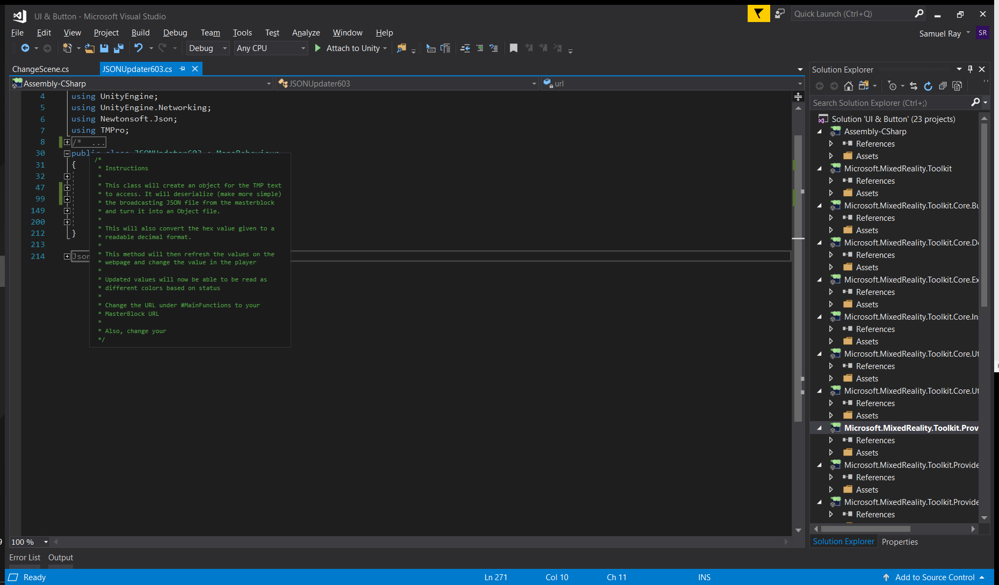 UI & Button - Microsoft Visual Studio
Quick Launch (Ctrl+Q)
File Edit View Project Build Debug Team Tools Test Analyze Window Help
Samuel Ray SR
Debug Any CPU Attach to Unity
ChangeScene.cs JSONUpdater603.cs
Assembly-CSharp JSONUpdater603 url
4 using UnityEngine;
5 using UnityEngine.Networking;
6 using Newtonsoft.Json;
7 using TMPro;
8 /* ...
30 public class JSONUpdater603 : MonoBehaviour
31 {
32
47
99
149
200
212 }
213
214 Json
/*
* Instructions
*
* This class will create an object for the TMP text
* to access. It will deserialize (make more simple)
* the broadcasting JSON file from the masterblock
* and turn it into an Object file.
*
* This will also convert the hex value given to a
* readable decimal format.
*
* This method will then refresh the values on the
* webpage and change the value in the player
*
* Updated values will now be able to be read as
* different colors based on status
*
* Change the URL under #MainFunctions to your
* MasterBlock URL
*
* Also, change your
*/
100 %
Error List Output
Solution Explorer
Search Solution Explorer (Ctrl+;)
Solution 'UI & Button' (23 projects)
Assembly-CSharp
References
Assets
Microsoft.MixedReality.Toolkit
References
Assets
Microsoft.MixedReality.Toolkit.Core.Bu
References
Assets
Microsoft.MixedReality.Toolkit.Core.De
References
Assets
Microsoft.MixedReality.Toolkit.Core.Ex
References
Assets
Microsoft.MixedReality.Toolkit.Core.In
References
Assets
Microsoft.MixedReality.Toolkit.Core.Ut
References
Assets
Microsoft.MixedReality.Toolkit.Core.Ut
References
Assets
Microsoft.MixedReality.Toolkit.Prov
References
Assets
Microsoft.MixedReality.Toolkit.Provide
References
Assets
Microsoft.MixedReality.Toolkit.Provide
References
Solution Explorer Properties
Ready Ln 271 Col 10 Ch 11 INS Add to Source Control